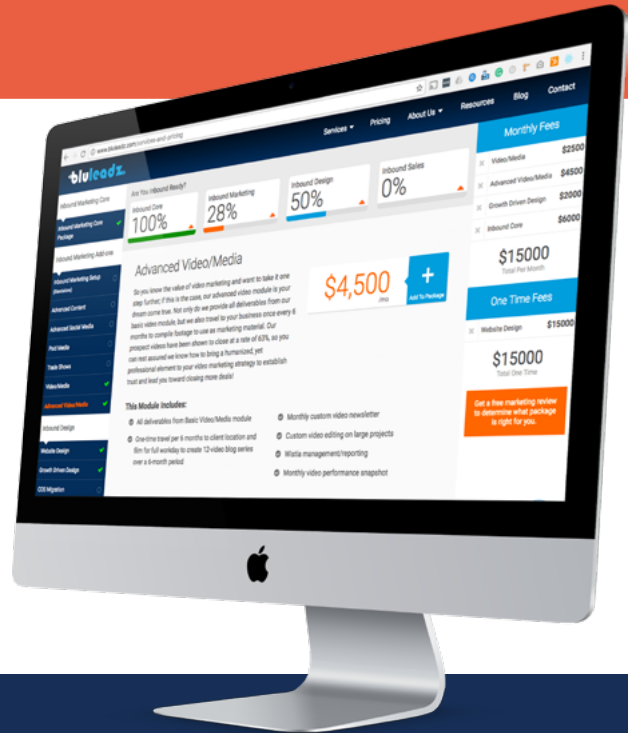 www.bluleadz.com/services-and-pricing
bluleadz
Services
Pricing
About Us
Resources
Blog
Contact
Inbound Marketing Core
Inbound Marketing Core
Package
Inbound Marketing Add-ons
Inbound Marketing Setup
Advanced Content
Advanced Social Media
Paid Media
Trade Shows
Video/Media
Advanced Video/Media
Inbound Design
Website Design
Growth Driven Design
COS Migration
Are You Inbound Ready?
Inbound Core
100%
Inbound Marketing
28%
Inbound Design
50%
Inbound Sales
0%
Advanced Video/Media
So you know the value of video marketing and want to take it one
step further; if this is the case, our advanced video module is your
dream come true. Not only do we provide all deliverables from our
basic video module, but we also travel to your business once every 6
months to compile footage to use as marketing material. Our
prospect videos have been shown to close at a rate of 63%, so you
can rest assured we know how to bring a humanized, yet
professional element to your video marketing strategy to establish
trust and lead you toward closing more deals!
$4,500
/mo
+
Add To Package
This Module Includes:
All deliverables from Basic Video/Media module
One-time travel per 6 months to client location and
film for full workday to create 12-video blog series
over a 6-month period
Monthly custom video newsletter
Custom video editing on large projects
Wistia management/reporting
Monthly video performance snapshot
Monthly Fees
Video/Media $2500
Advanced Video/Media $4500
Growth Driven Design $2000
Inbound Core $6000
$15000
Total Per Month
One Time Fees
Website Design $15000
$15000
Total One Time
Get a free marketing review
to determine what package
is right for you.